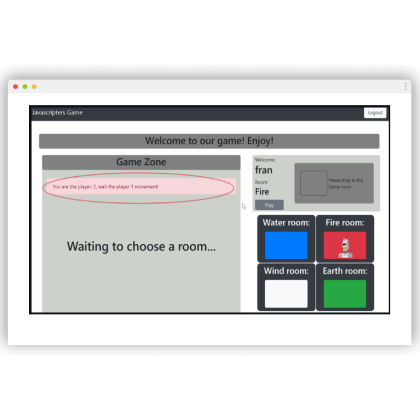 Javascripters Game
Logout
Welcome to our game! Enjoy!
Game Zone
You are the player 2, wait the player 1 movement!
Waiting to choose a room...
Welcome:
fran
Room:
Fire
Play
Please drag to the
Game room
Water room:
Fire room:
Wind room:
Earth room: